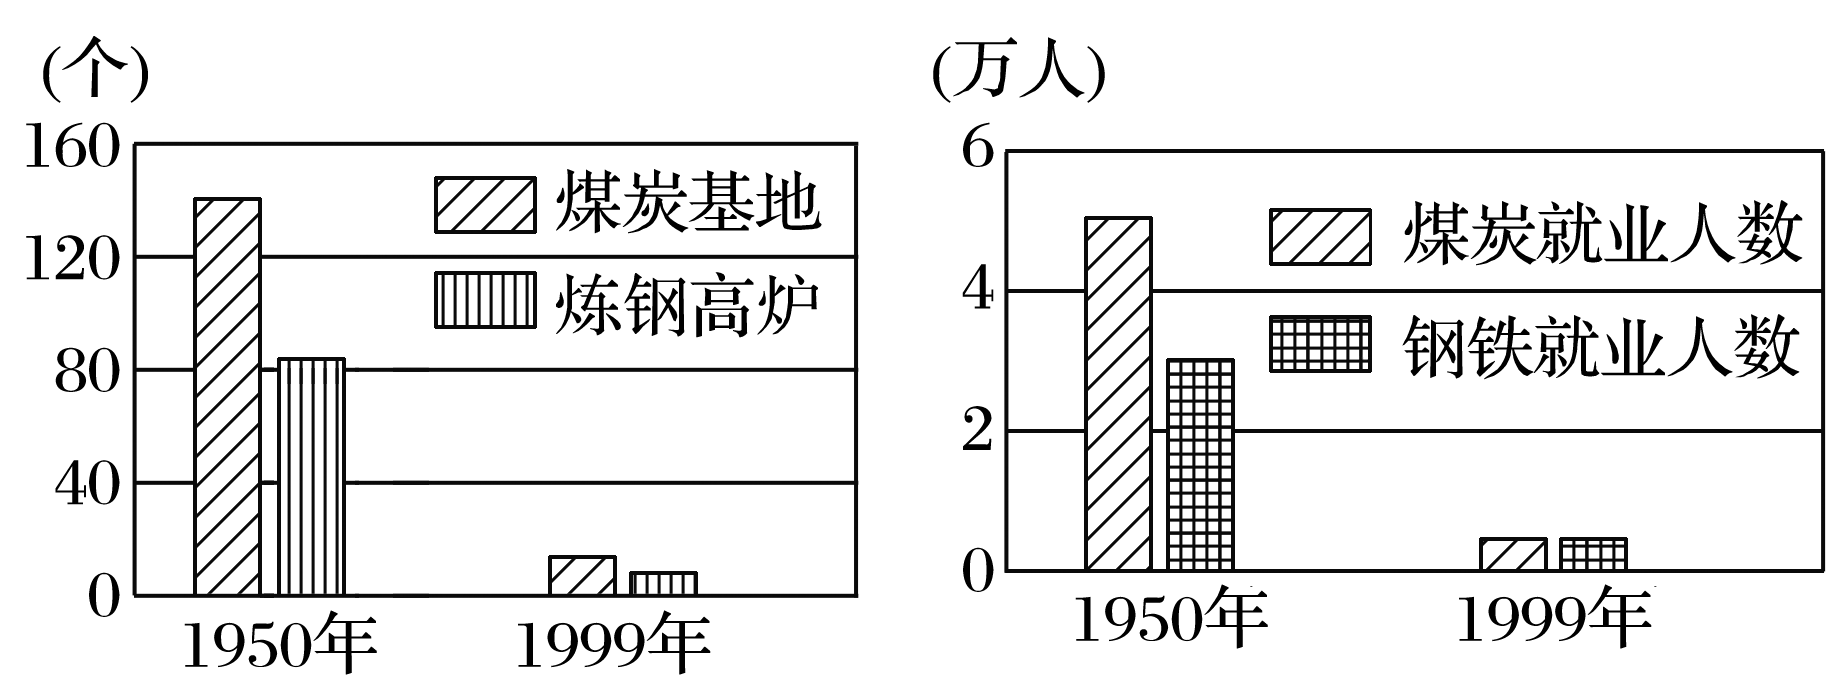 (个)
160
120
80
40
0
煤炭基地
炼钢高炉
1950年
1999年
(万人)
6
4
2
0
煤炭就业人数
钢铁就业人数
1950年
1999年